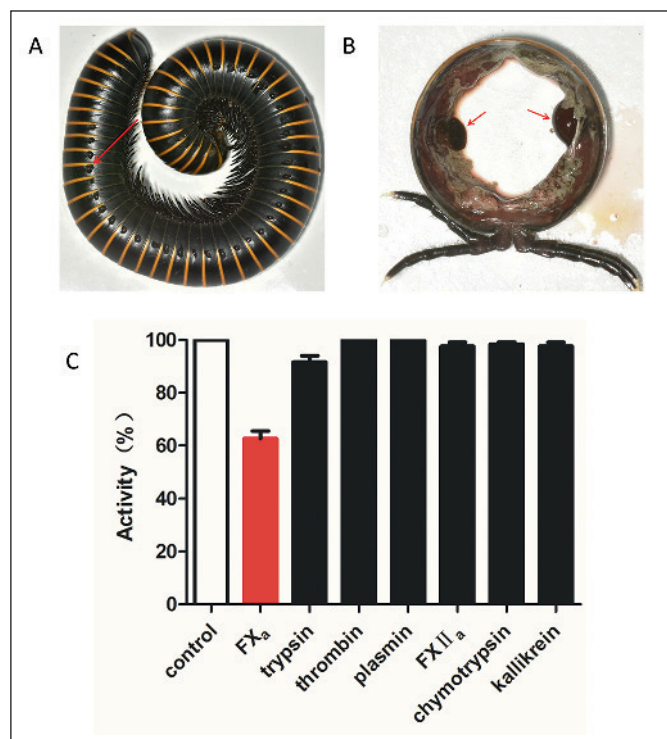 A
B
C
Activity (%)
100
80
60
40
20
0
control
FXa
trypsin
thrombin
plasmin
FXⅡa
chymotrypsin
kallikrein